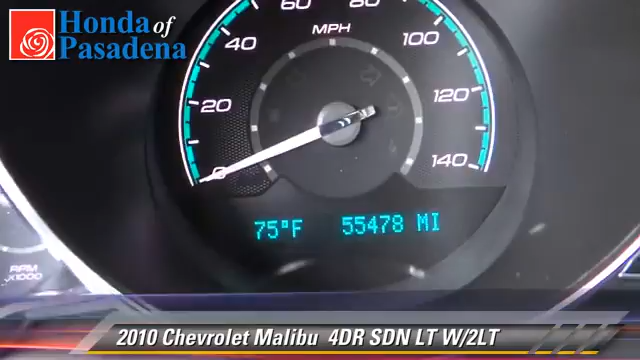 Honda of
Pasadena
60
80
40
MPH
100
20
120
0
140
75°F 55478 MI
RPM
X1000
2010 Chevrolet Malibu 4DR SDN LT W/2LT